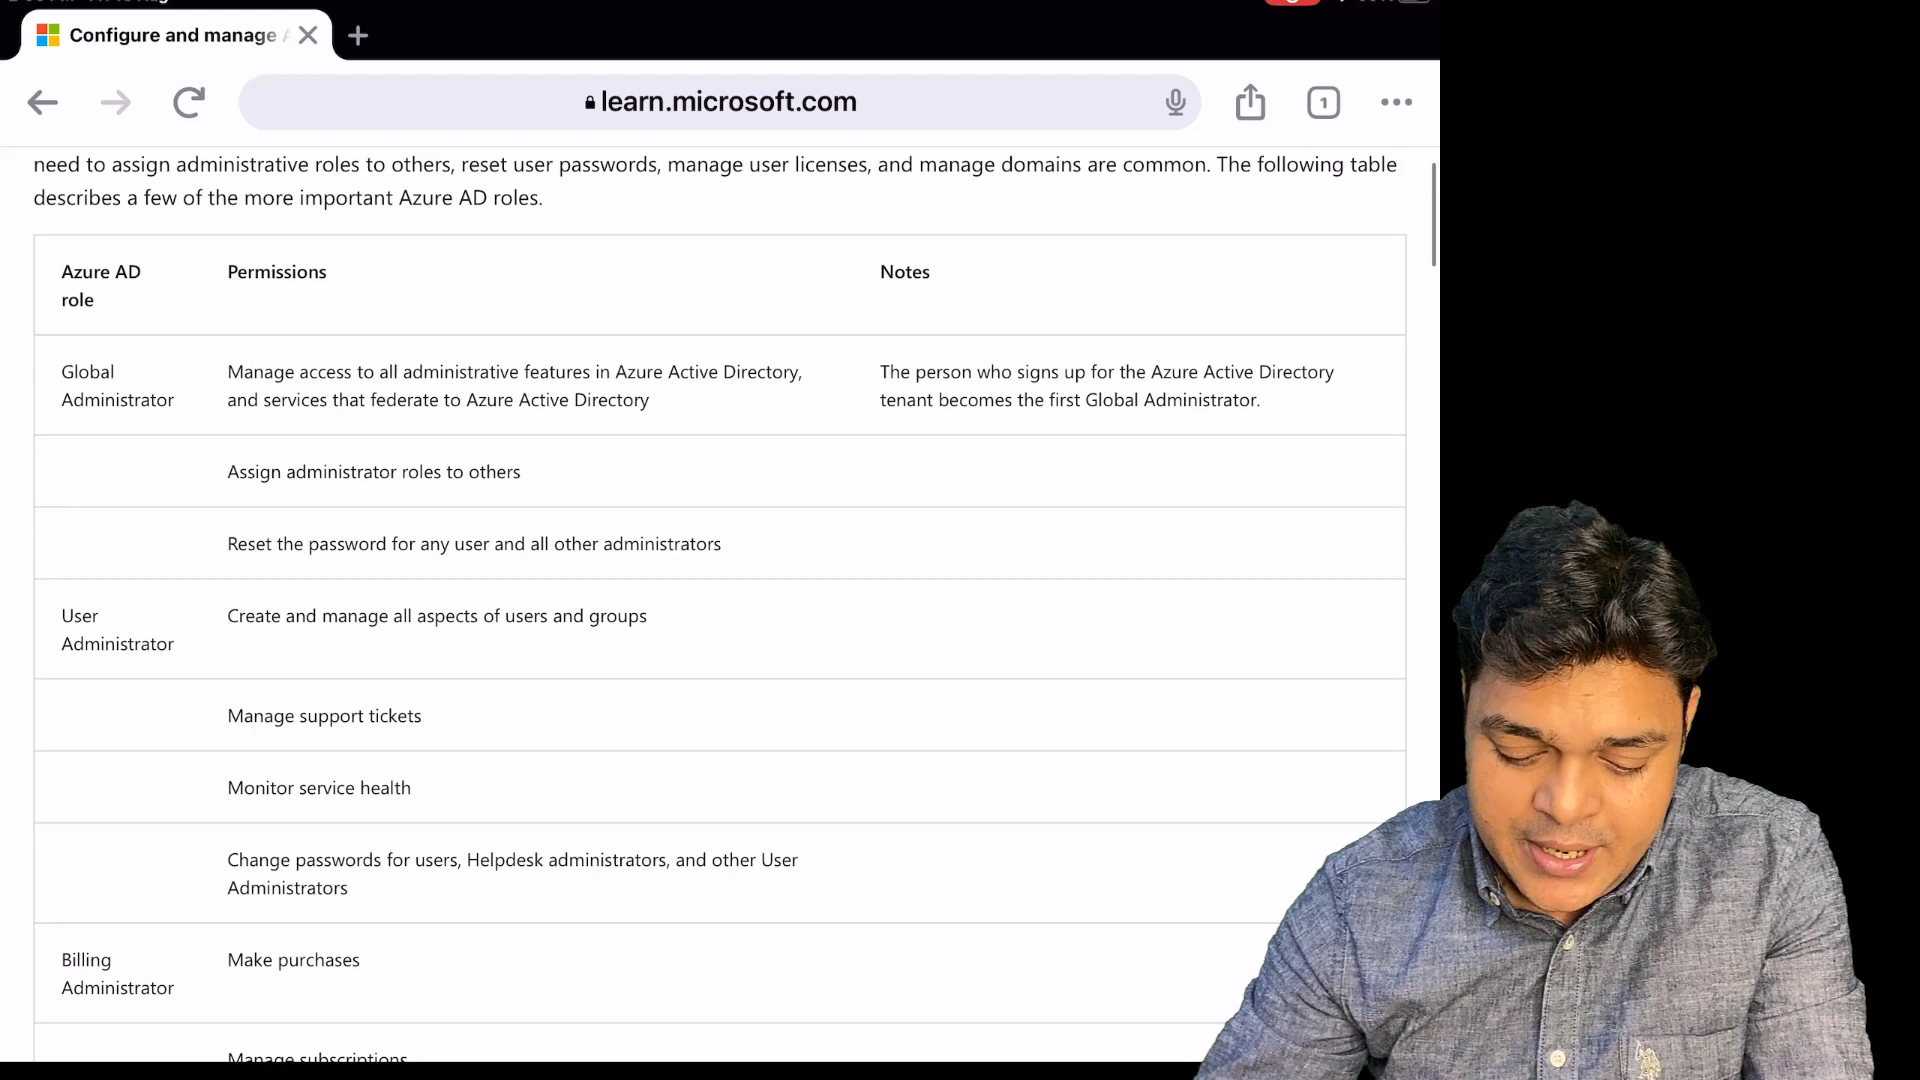 Configure and manage
learn.microsoft.com
1
need to assign administrative roles to others, reset user passwords, manage user licenses, and manage domains are common. The following table
describes a few of the more important Azure AD roles.
Azure AD
role
Permissions
Notes
Global
Administrator
Manage access to all administrative features in Azure Active Directory,
and services that federate to Azure Active Directory
The person who signs up for the Azure Active Directory
tenant becomes the first Global Administrator.
Assign administrator roles to others
Reset the password for any user and all other administrators
User
Administrator
Create and manage all aspects of users and groups
Manage support tickets
Monitor service health
Change passwords for users, Helpdesk administrators, and other User
Administrators
Billing
Administrator
Make purchases
Manage subscriptions